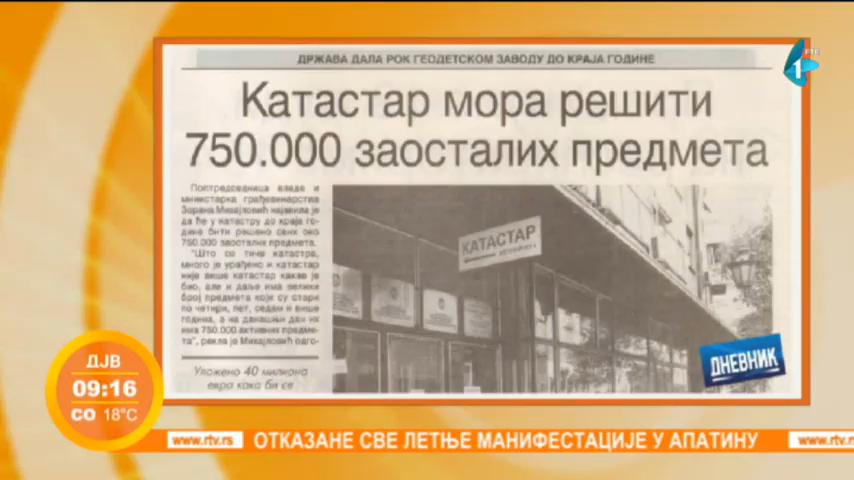 ДРЖАВА ДАЛА РОК ГЕОДЕТСКОМ ЗАВОДУ ДО КРАЈА ГОДИНЕ
РТС
1
Катастар мора решити
750.000 заосталих предмета
Потпредседница владе и
министарка грађевинарства
Зорана Михајловић најавила је
да ће у катастру до краја го-
дине бити решено свих око
750.000 заосталих предмета.
"Што се тиче катастра,
много је урађено и катастар
није више катастар какав је
био, али и даље има велики
број предмета који су стари
по четири, пет, седам и више
година, а на данашњи дан их
има 750.000 активних предме-
та", рекла је Михајловић одго-
Уложено 40 милиона
евра како би се
КАТАСТАР
ДНЕВНИК
ДЈВ
09:16
СО 18°C
www.rtv.rs ОТКАЗАНЕ СВЕ ЛЕТЊЕ МАНИФЕСТАЦИЈЕ У АПАТИНУ www.rtv.rs